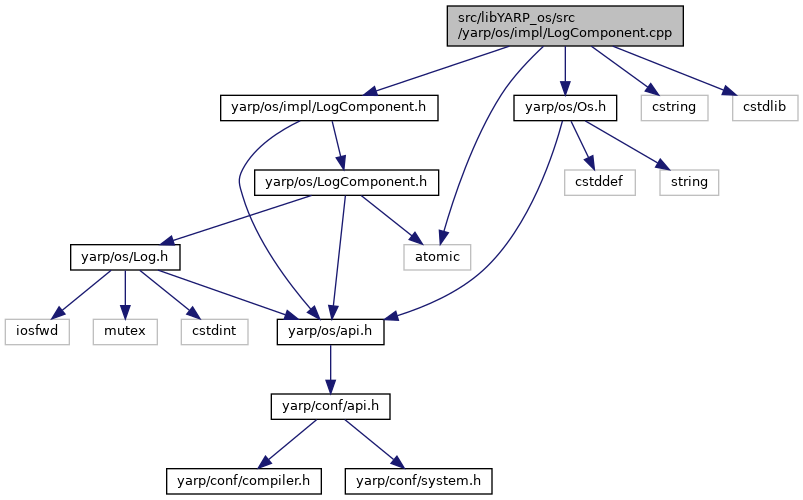 src/libYARP_os/src
/yarp/os/impl/LogComponent.cpp
yarp/os/impl/LogComponent.h
yarp/os/Os.h
cstring
cstdlib
yarp/os/LogComponent.h
cstddef
string
yarp/os/Log.h
atomic
iosfwd
mutex
cstdint
yarp/os/api.h
yarp/conf/api.h
yarp/conf/compiler.h
yarp/conf/system.h